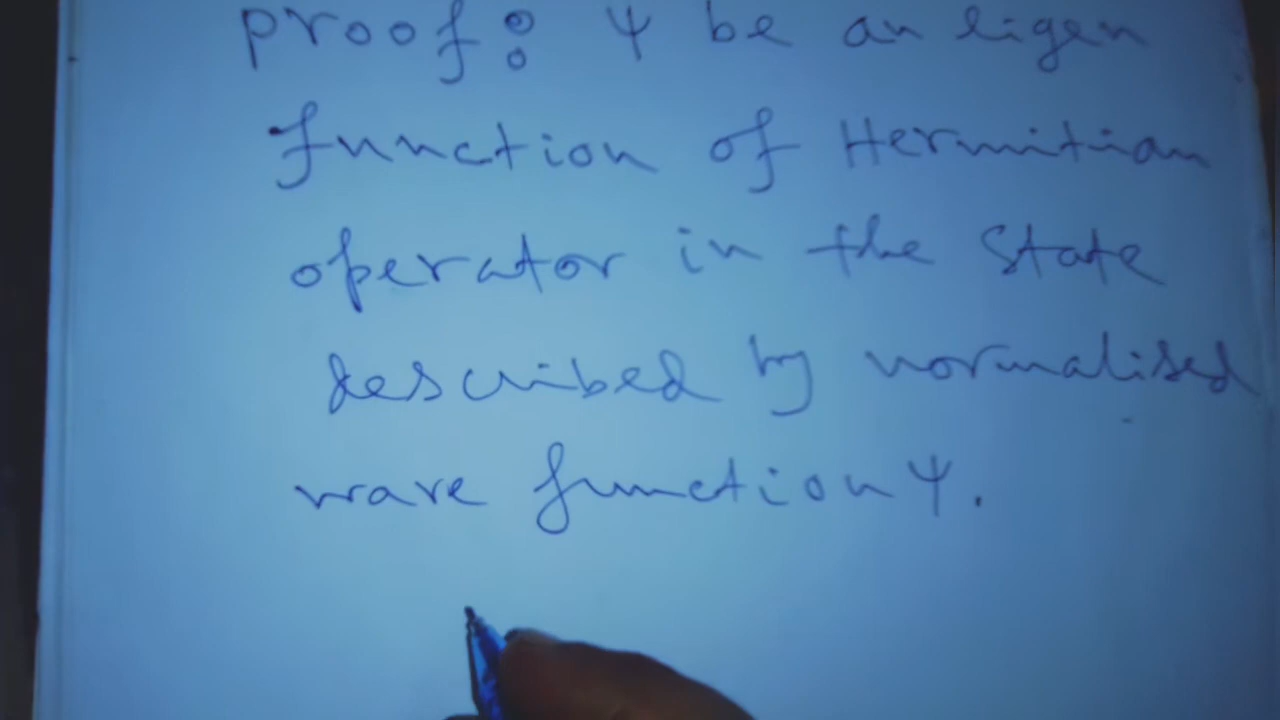 proof: ψ be an eigen
function of Hermitian
operator in the State
described by normalised
wave function ψ.